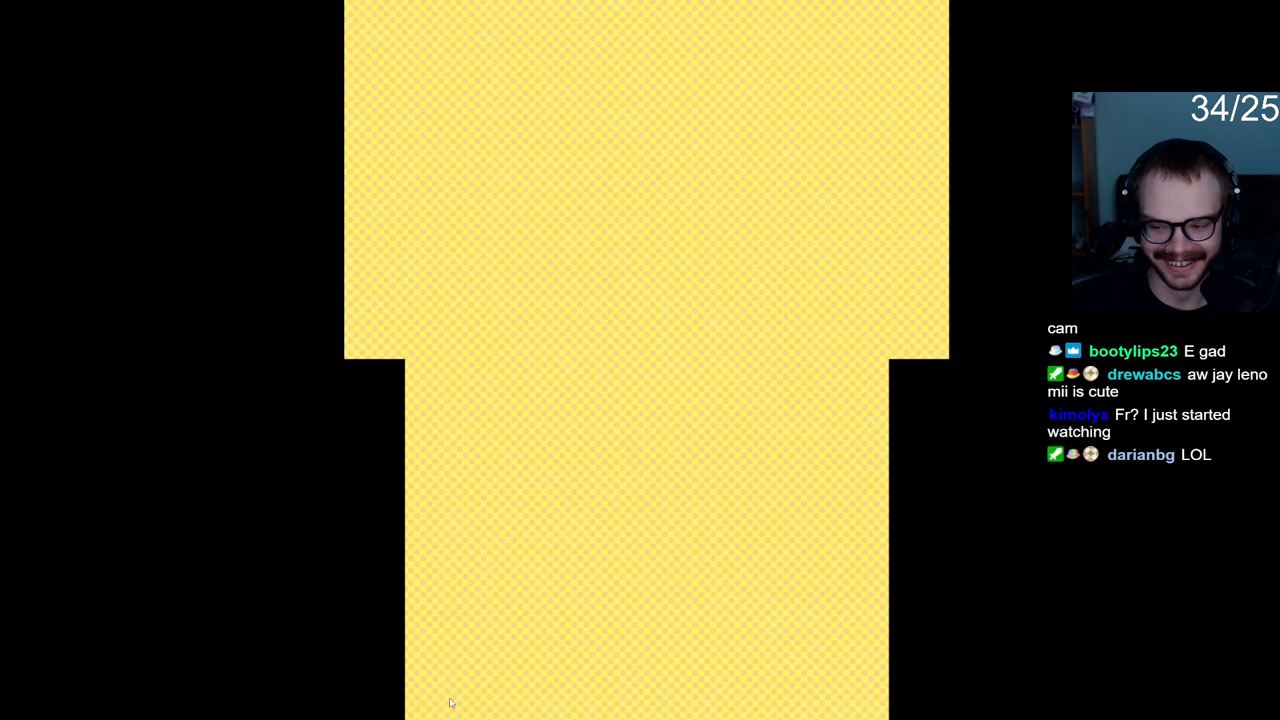 34/25
cam
bootylips23 E gad
drewabcs aw jay leno
mii is cute
kimolyx Fr? I just started
watching
darianbg LOL